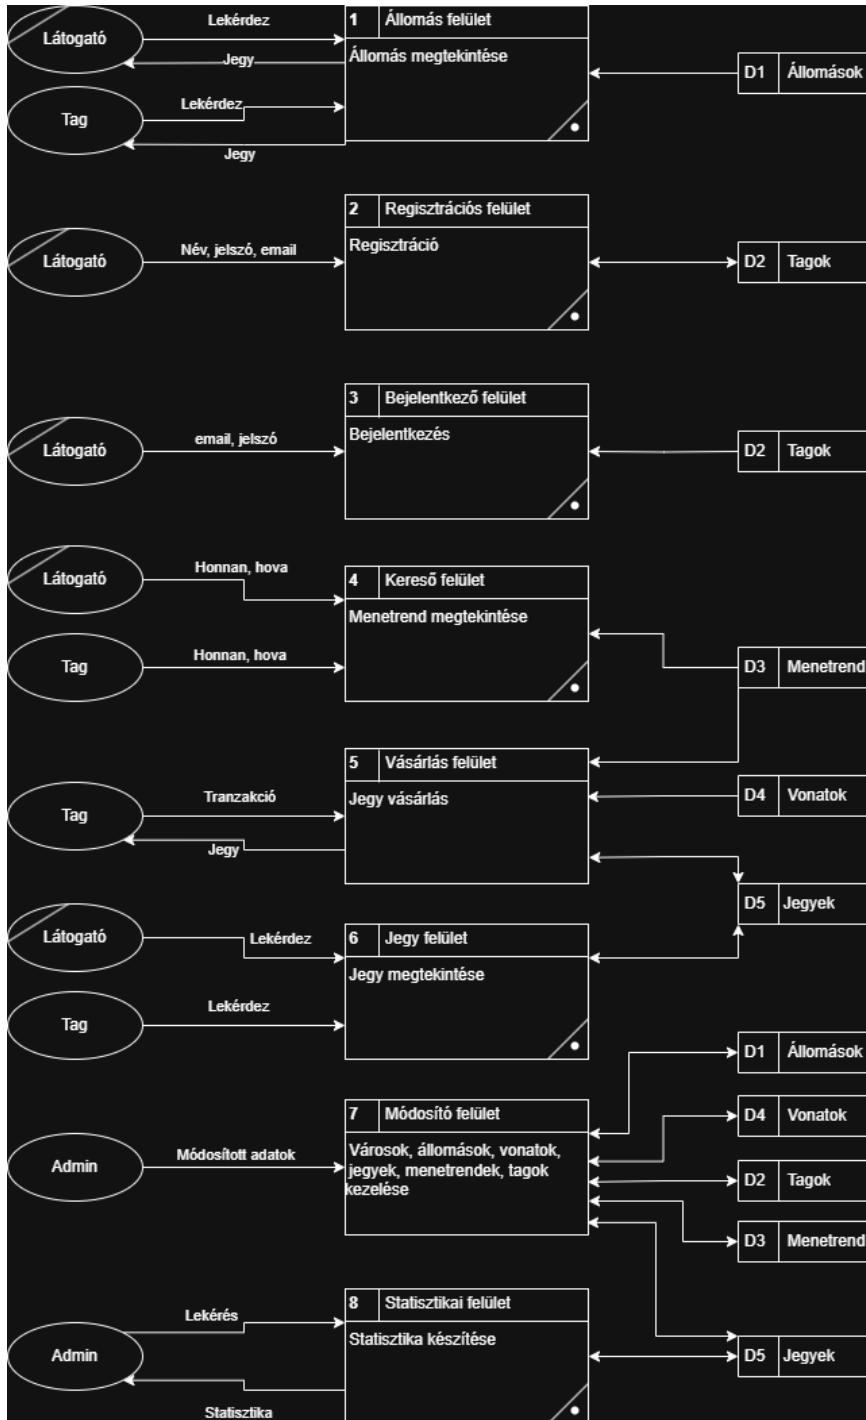 Látogató
Lekérdez
Jegy
Tag
Lekérdez
Jegy
1 Állomás felület
Állomás megtekintése
D1 Állomások
Látogató
Név, jelszó, email
2 Regisztrációs felület
Regisztráció
D2 Tagok
Látogató
email, jelszó
3 Bejelentkező felület
Bejelentkezés
D2 Tagok
Látogató
Honnan, hova
Tag
Honnan, hova
4 Kereső felület
Menetrend megtekintése
D3 Menetrend
Tag
Tranzakció
Jegy
5 Vásárlás felület
Jegy vásárlás
D4 Vonatok
D5 Jegyek
Látogató
Lekérdez
Tag
Lekérdez
6 Jegy felület
Jegy megtekintése
Admin
Módosított adatok
7 Módosító felület
Városok, állomások, vonatok,
jegyek, menetrendek, tagok
kezelése
D1 Állomások
D4 Vonatok
D2 Tagok
D3 Menetrend
Admin
Lekérés
Statisztika
8 Statisztikai felület
Statisztika készítése
D5 Jegyek